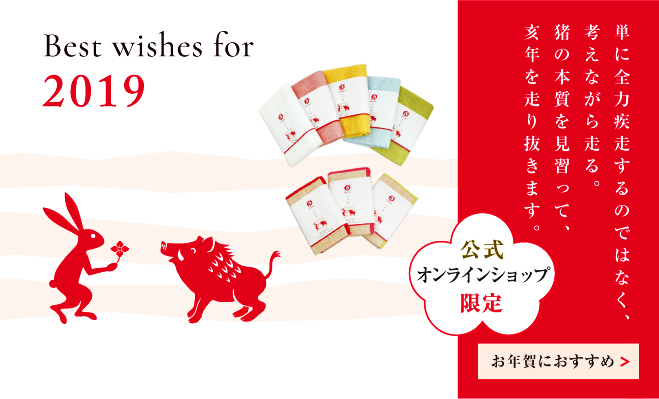 Best wishes for
2019
単に全力疾走するのではなく、
考えながら走る。
猪の本質を見習って、
亥年を走り抜きます。
公式
オンラインショップ
限定
お年賀におすすめ >